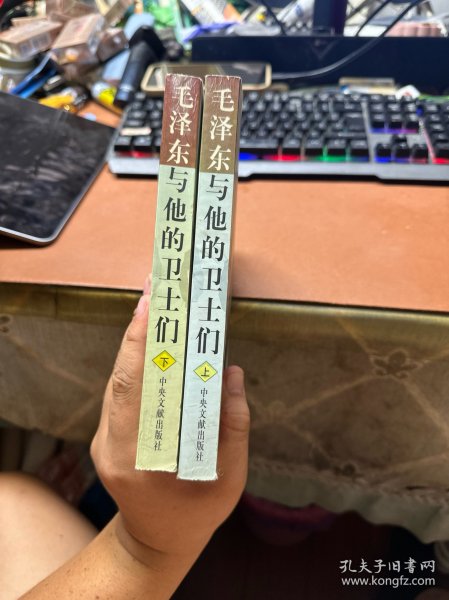 毛泽东与他的卫士们
下
中央文献出版社
毛泽东与他的卫士们
上
中央文献出版社
孔夫子旧书网
www.kongfz.com